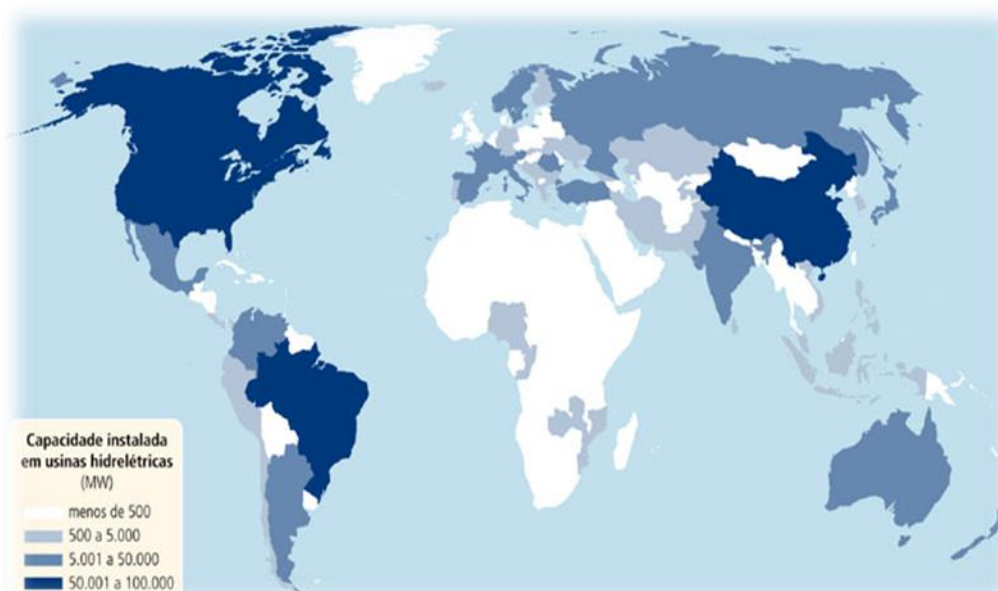 Capacidade instalada
em usinas hidrelétricas
(MW)
menos de 500
500 a 5.000
5.001 a 50.000
50.001 a 100.000